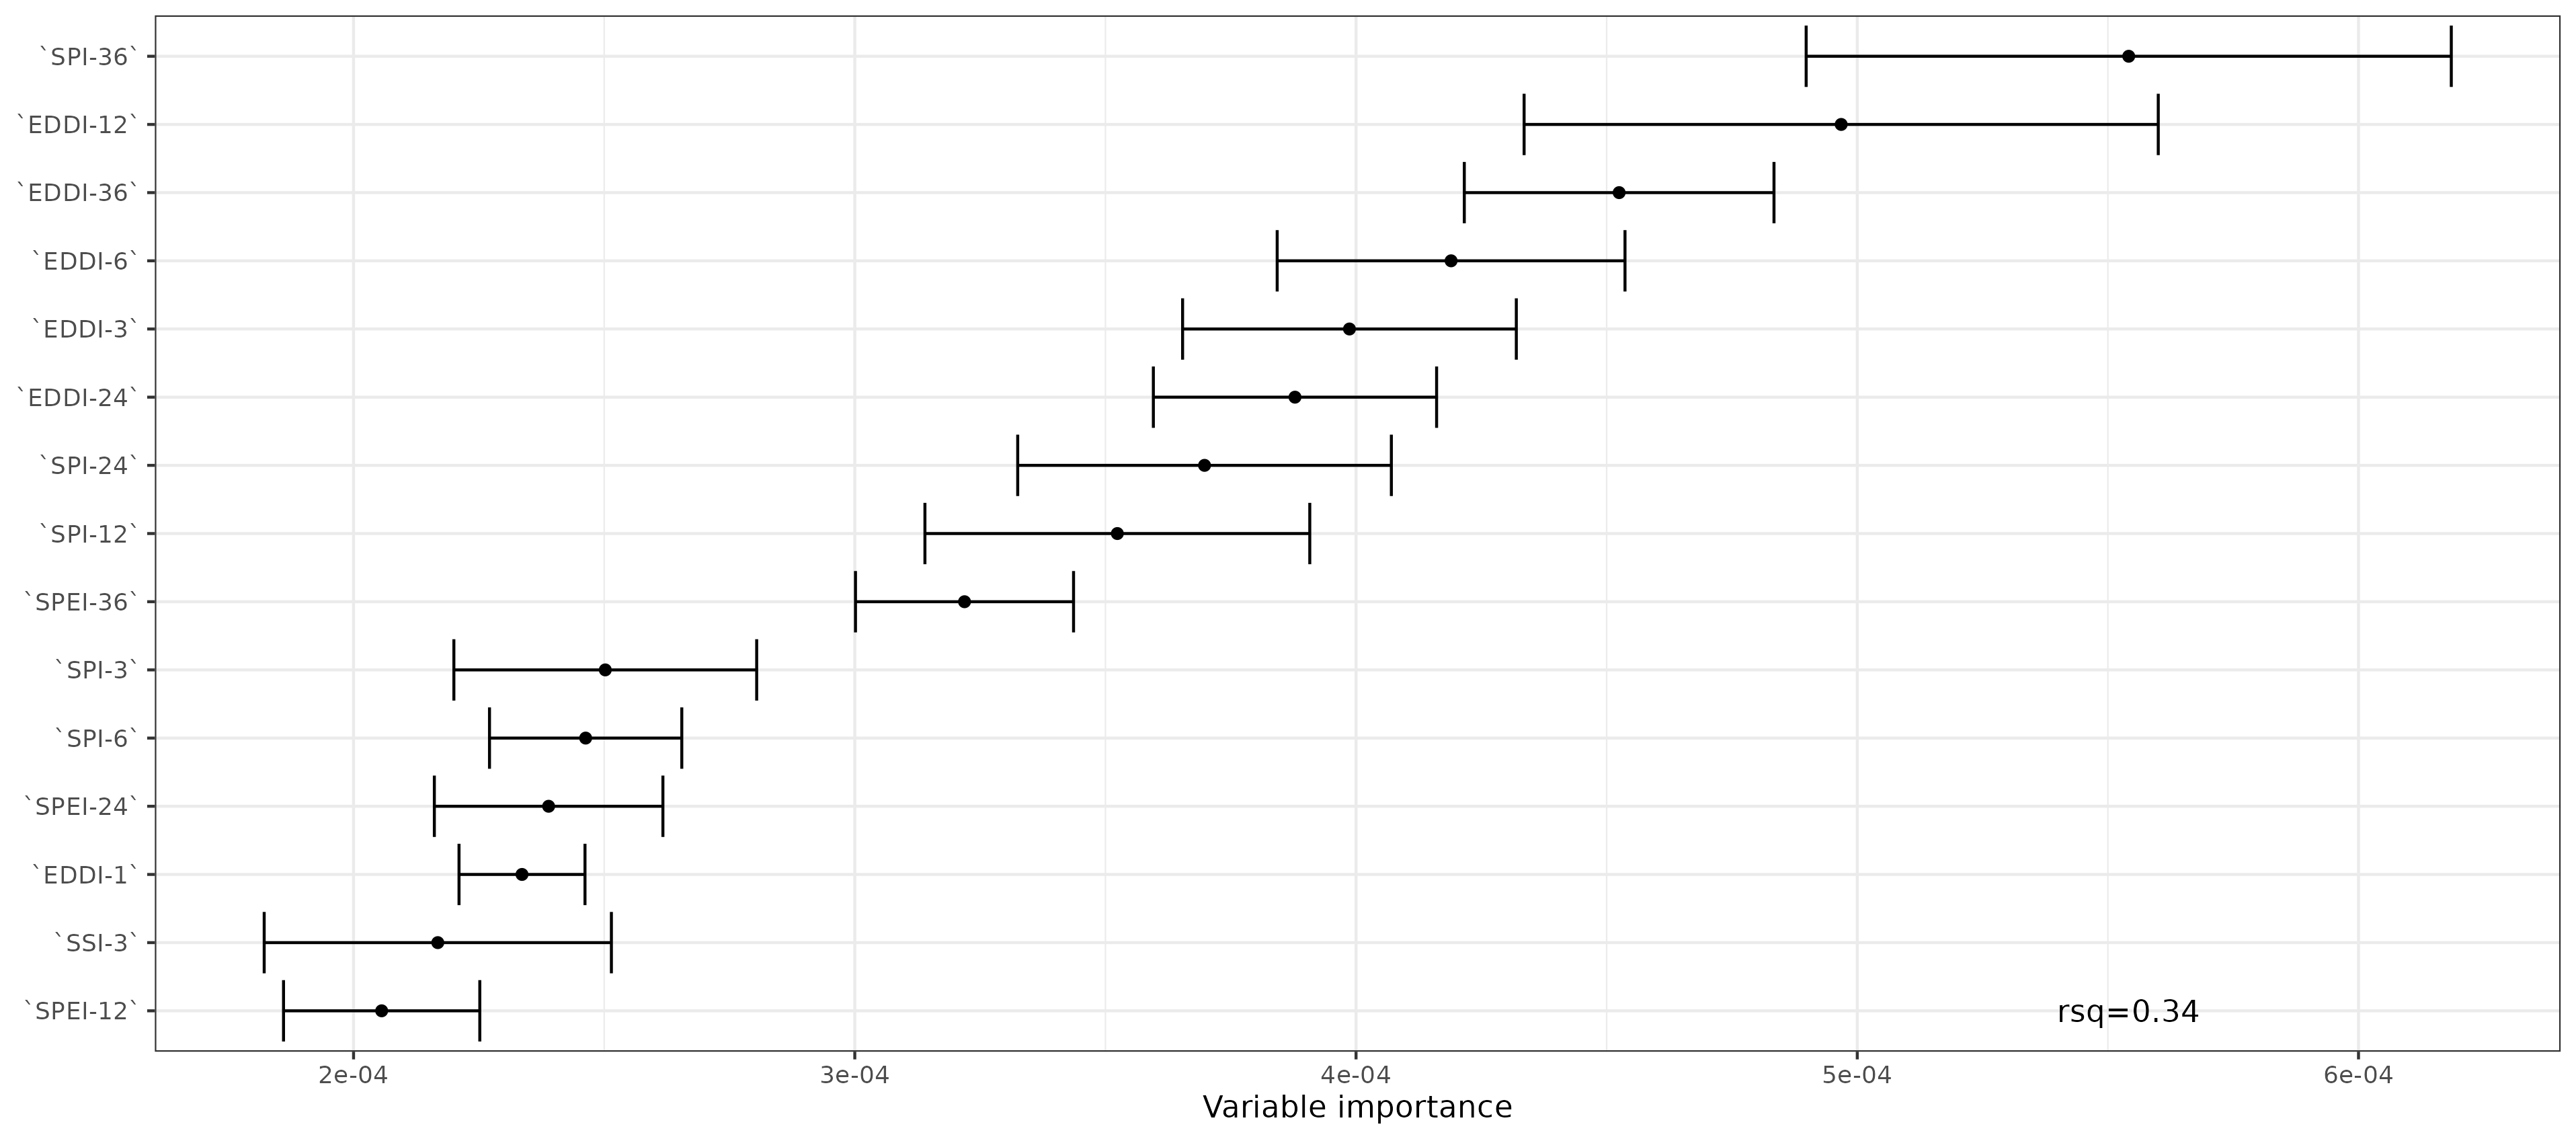 `SPI-36`
`EDDI-12`
`EDDI-36`
`EDDI-6`
`EDDI-3`
`EDDI-24`
`SPI-24`
`SPI-12`
`SPEI-36`
`SPI-3`
`SPI-6`
`SPEI-24`
`EDDI-1`
`SSI-3`
`SPEI-12`
rsq=0.34
2e-04 3e-04 4e-04 5e-04 6e-04
Variable importance